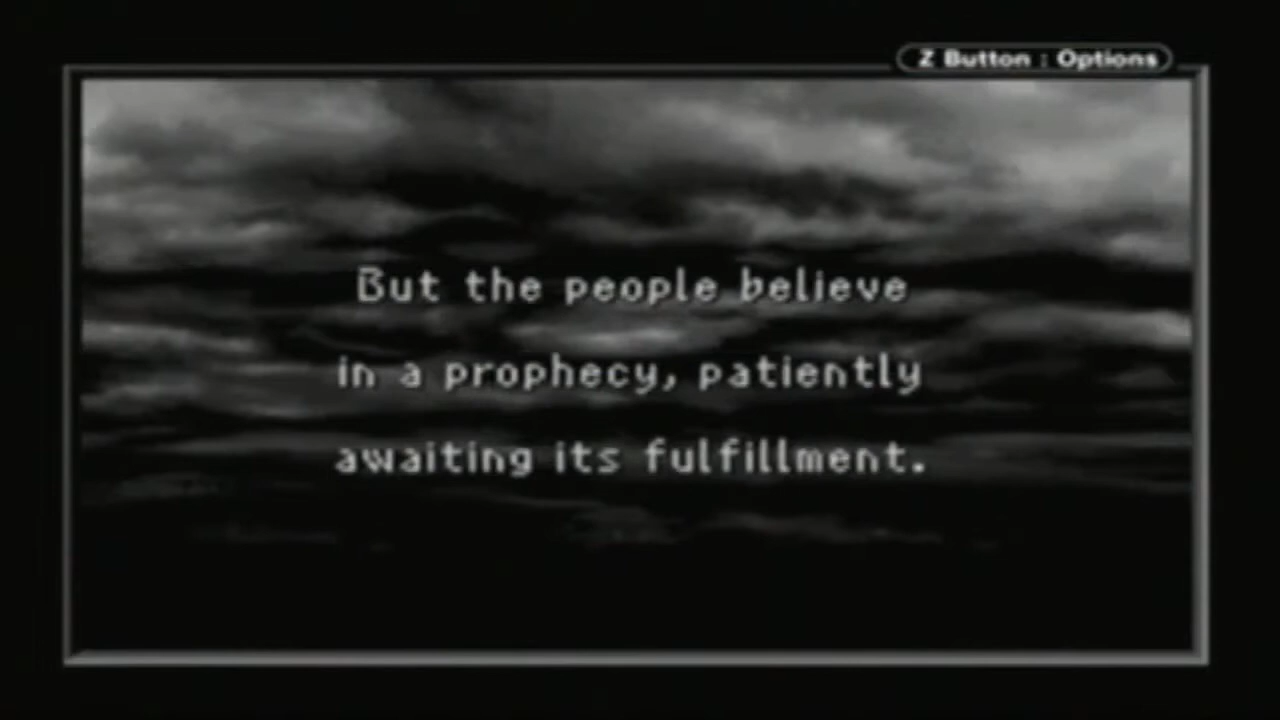 Z Button : Options
But the people believe
in a prophecy, patiently
awaiting its fulfillment.